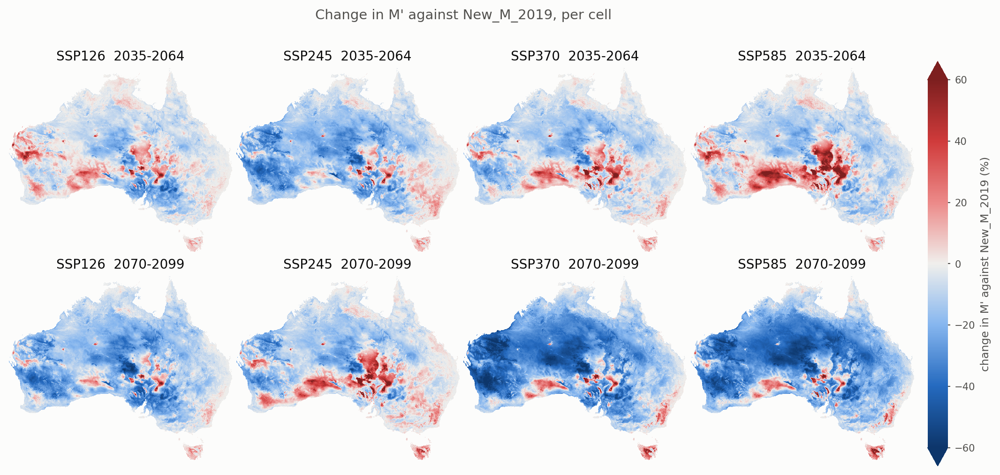 Change in M' against New_M_2019, per cell
SSP126  2035-2064
SSP245  2035-2064
SSP370  2035-2064
SSP585  2035-2064
SSP126  2070-2099
SSP245  2070-2099
SSP370  2070-2099
SSP585  2070-2099
60
40
20
0
−20
−40
−60
change in M' against New_M_2019 (%)